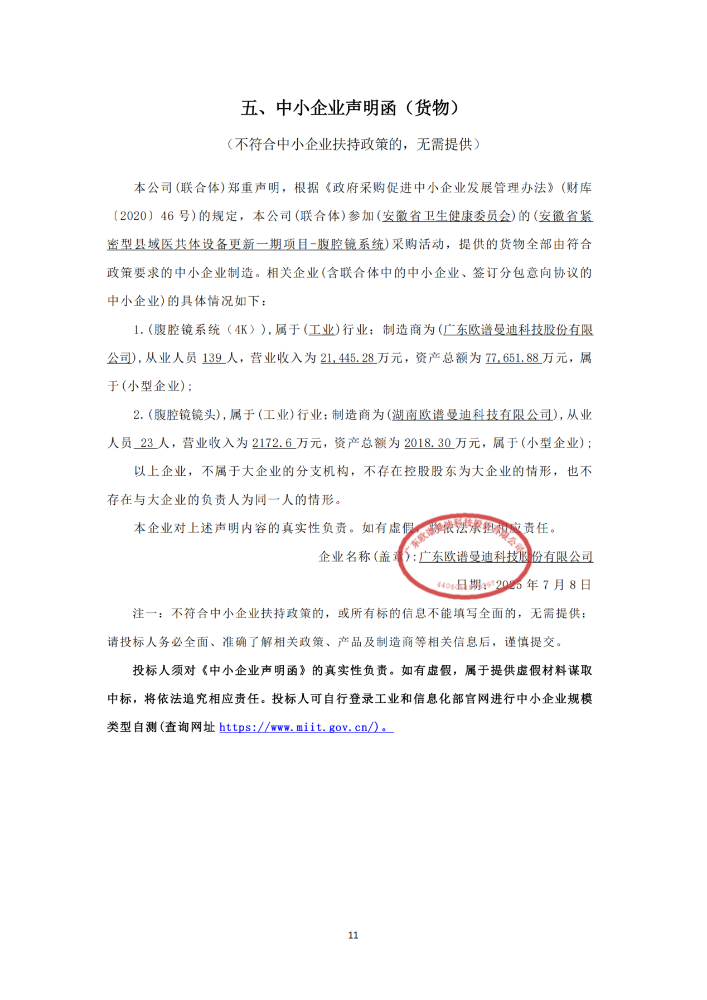 五、中小企业声明函（货物）
（不符合中小企业扶持政策的，无需提供）
本公司(联合体)郑重声明，根据《政府采购促进中小企业发展管理办法》(财库
〔2020〕46 号)的规定，本公司(联合体)参加(安徽省卫生健康委员会)的(安徽省紧
密型县域医共体设备更新一期项目-腹腔镜系统)采购活动，提供的货物全部由符合
政策要求的中小企业制造。相关企业(含联合体中的中小企业、签订分包意向协议的
中小企业)的具体情况如下：
1.(腹腔镜系统（4K）),属于(工业)行业；制造商为(广东欧谱曼迪科技股份有限
公司),从业人员 139 人，营业收入为 21,445.28 万元，资产总额为 77,651.88 万元，属
于(小型企业);
2.(腹腔镜镜头),属于(工业)行业;制造商为(湖南欧谱曼迪科技有限公司),从业
人员 23 人，营业收入为 2172.6 万元，资产总额为 2018.30 万元，属于(小型企业);
以上企业，不属于大企业的分支机构，不存在控股股东为大企业的情形，也不
存在与大企业的负责人为同一人的情形。
本企业对上述声明内容的真实性负责。如有虚假，将依法承担相应责任。
广东欧谱曼迪科技股份有限公司
企业名称(盖章):广东欧谱曼迪科技股份有限公司
日期：2025 年 7 月 8 日
注一：不符合中小企业扶持政策的，或所有标的信息不能填写全面的，无需提供；
请投标人务必全面、准确了解相关政策、产品及制造商等相关信息后，谨慎提交。
投标人须对《中小企业声明函》的真实性负责。如有虚假，属于提供虚假材料谋取
中标，将依法追究相应责任。投标人可自行登录工业和信息化部官网进行中小企业规模
类型自测(查询网址 https://www.miit.gov.cn/)。
11